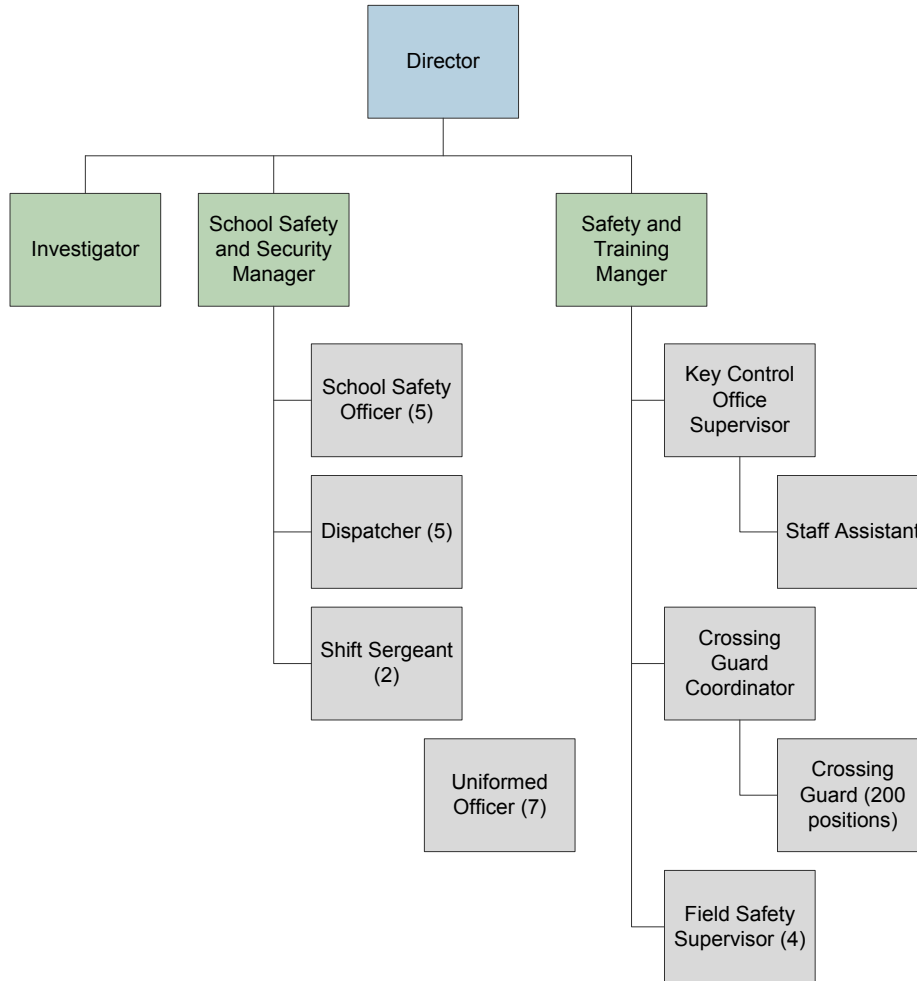 Director
Investigator
School Safety
and Security
Manager
Safety and
Training
Manger
School Safety
Officer (5)
Dispatcher (5)
Shift Sergeant
(2)
Uniformed
Officer (7)
Key Control
Office
Supervisor
Staff Assistant
Crossing
Guard
Coordinator
Crossing
Guard (200
positions)
Field Safety
Supervisor (4)